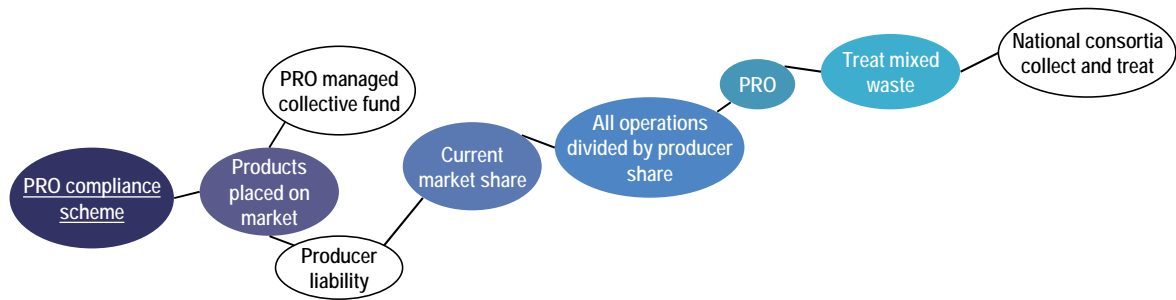 PRO compliance
scheme
PRO managed
collective fund
Products
placed on
market
Producer
liability
Current
market share
All operations
divided by producer
share
PRO
Treat mixed
waste
National consortia
collect and treat